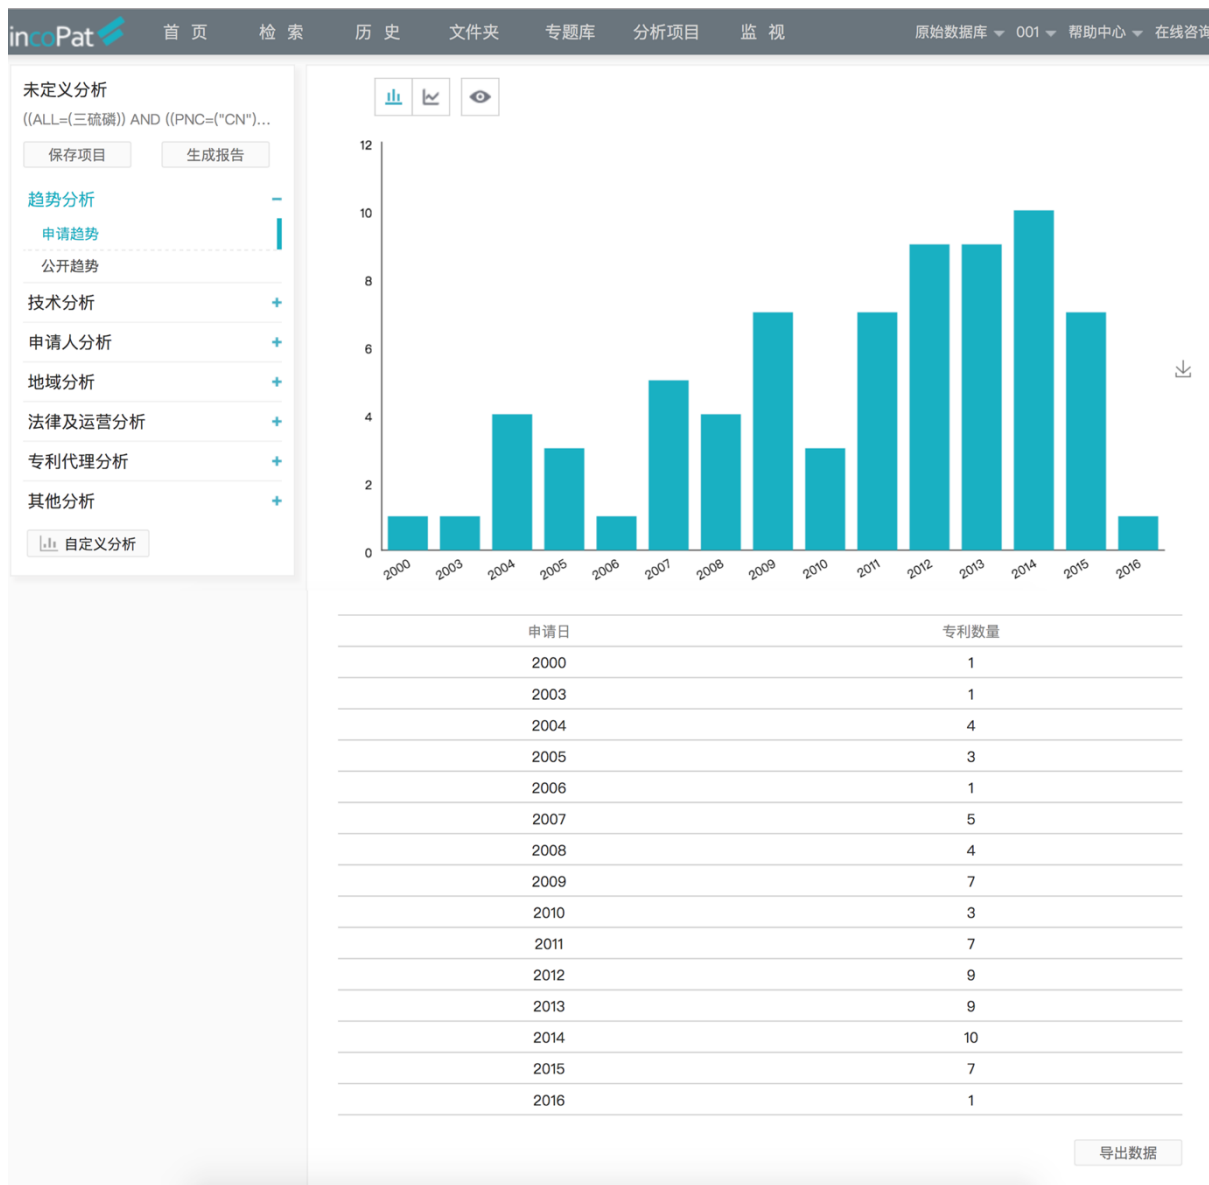 incoPat 首页 检索 历史 文件夹 专题库 分析项目 监视 原始数据库 001 帮助中心 在线咨询
未定义分析
((ALL=(三硫磷)) AND ((PNC=("CN")...
保存项目 生成报告
趋势分析
申请趋势
公开趋势
技术分析
申请人分析
地域分析
法律及运营分析
专利代理分析
其他分析
自定义分析
12
10
8
6
4
2
0
2000 2003 2004 2005 2006 2007 2008 2009 2010 2011 2012 2013 2014 2015 2016
申请日 专利数量
2000 1
2003 1
2004 4
2005 3
2006 1
2007 5
2008 4
2009 7
2010 3
2011 7
2012 9
2013 9
2014 10
2015 7
2016 1
导出数据